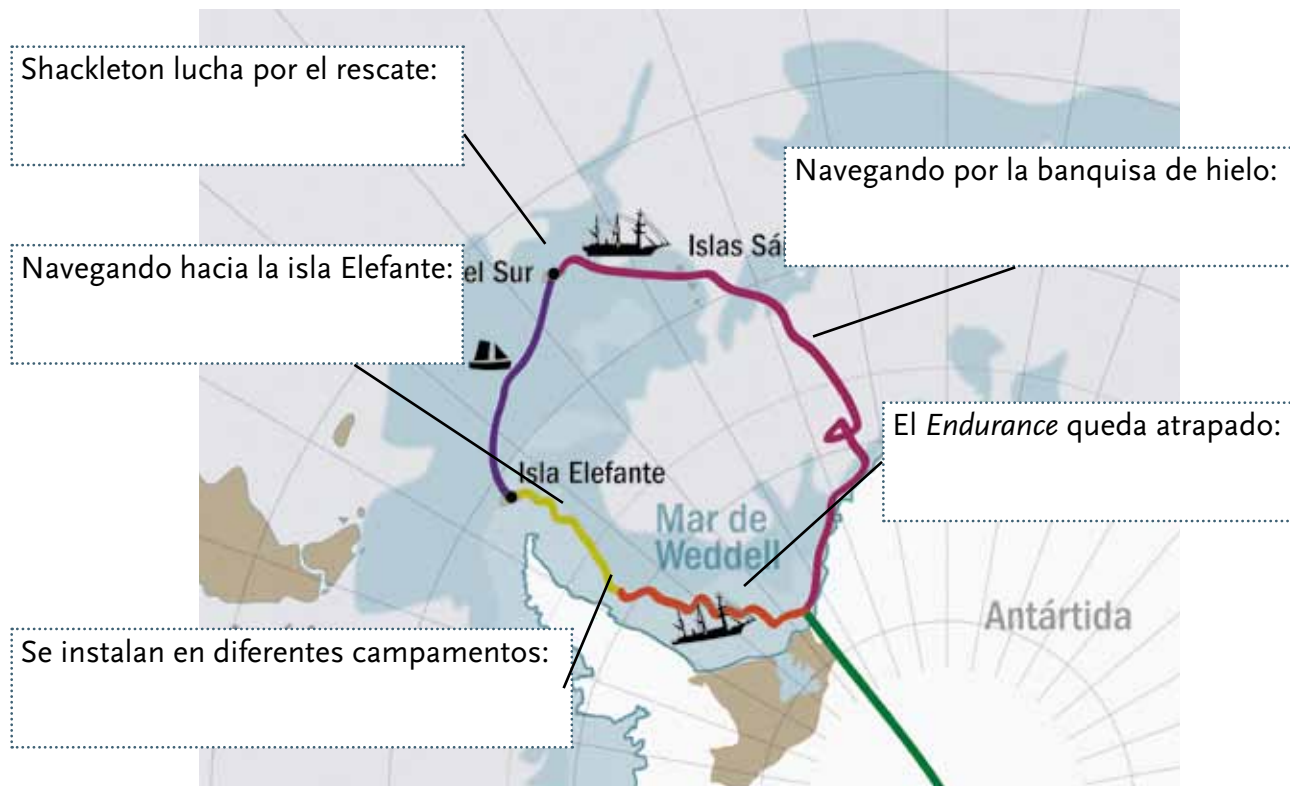 Shackleton lucha por el rescate:
Navegando por la banquisa de hielo:
Islas Sá
Navegando hacia la isla Elefante:
el Sur
El Endurance queda atrapado:
Isla Elefante
Mar de
Weddell
Antártida
Se instalan en diferentes campamentos: